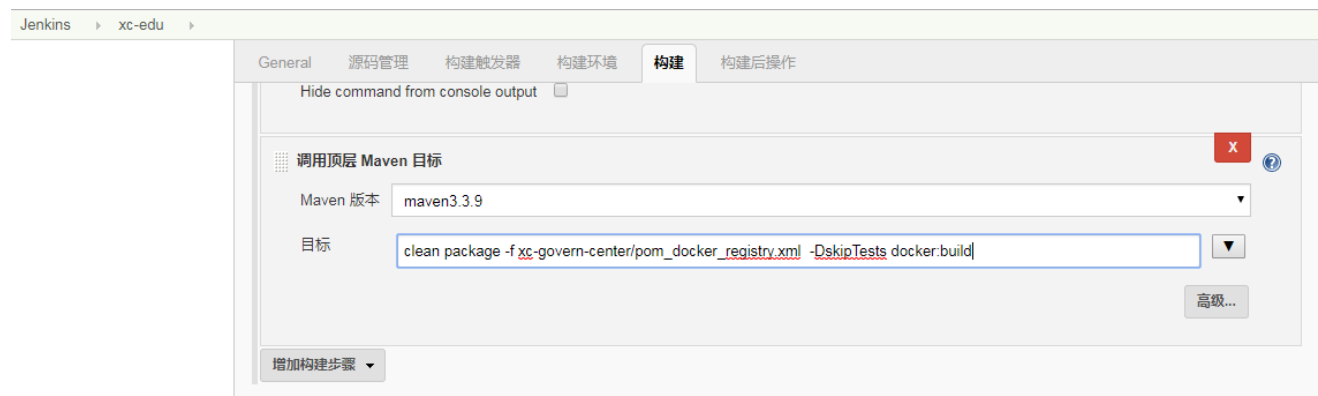 Jenkins xc-edu
General 源码管理 构建触发器 构建环境 构建 构建后操作
Hide command from console output
调用顶层 Maven 目标
X
Maven 版本 maven3.3.9
目标 clean package -f xc-govern-center/pom_docker_registry.xml -DskipTests docker:build
高级...
增加构建步骤